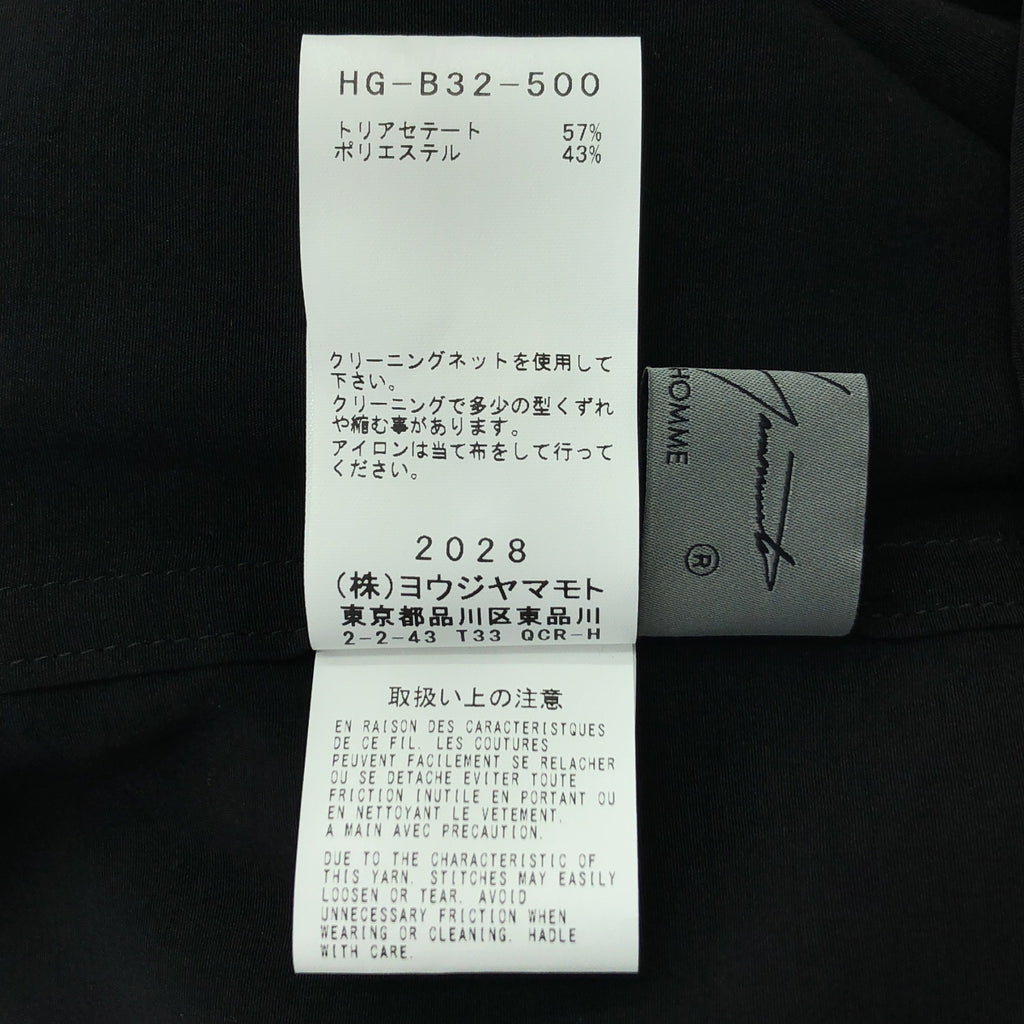 HG-B32-500
トリアセテート 57%
ポリエステル 43%
クリーニングネットを使用して
下さい。
クリーニングで多少の型くずれ
や縮む事があります。
アイロンは当て布をして行って
ください。
2028
(株)ヨウジヤマモト
東京都品川区東品川
2-2-43 T33 QCR-H
HOMME
Yamamoto
®
取扱い上の注意
EN RAISON DES CARACTERISTQUES
DE CE FIL. LES COUTURES
PEUVENT FACILEMENT SE RELACHER
OU SE DETACHE EVITER TOUTE
FRICTION INUTILE EN PORTANT OU
EN NETTOYANT LE VETEMENT.
A MAIN AVEC PRECAUTION.
DUE TO THE CHARACTERISTIC OF
THIS YARN. STITCHES MAY EASILY
LOOSEN OR TEAR. AVOID
UNNECESSARY FRICTION WHEN
WEARING OR CLEANING. HADLE
WITH CARE.